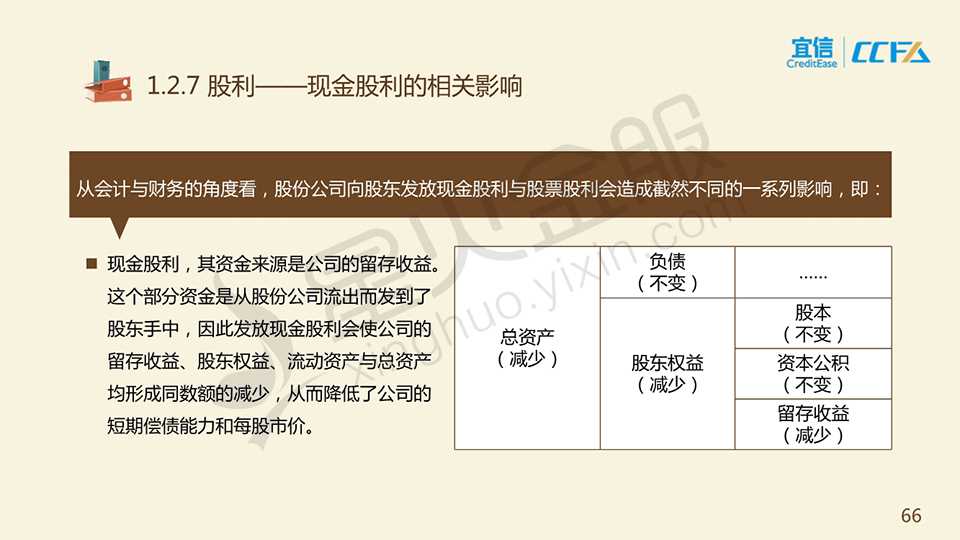 宜信
CreditEase
CCFA
1.2.7 股利——现金股利的相关影响
从会计与财务的角度看，股份公司向股东发放现金股利与股票股利会造成截然不同的一系列影响，即：
■ 现金股利，其资金来源是公司的留存收益。
这个部分资金是从股份公司流出而发到了
股东手中，因此发放现金股利会使公司的
留存收益、股东权益、流动资产与总资产
均形成同数额的减少，从而降低了公司的
短期偿债能力和每股市价。
总资产
（减少）
负债
（不变）
……
股东权益
（减少）
股本
（不变）
资本公积
（不变）
留存收益
（减少）
星火金服
xinghuo.yixin.com
66